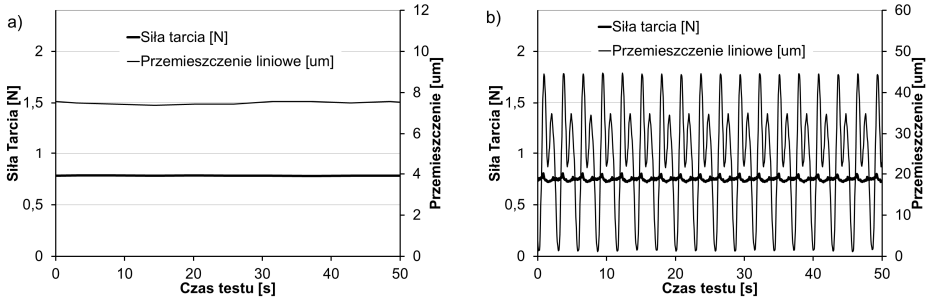 a)
Siła tarcia [N]
Przemieszczenie liniowe [um]
Siła Tarcia [N]
2
1,5
1
0,5
0
12
10
8
6
4
2
0
Przemieszczenie [um]
0 10 20 30 40 50
Czas testu [s]
b)
Siła tarcia [N]
Przemieszczenie liniowe [um]
Siła Tarcia [N]
2
1,5
1
0,5
0
60
50
40
30
20
10
0
Przemieszczenie [um]
0 10 20 30 40 50
Czas testu [s]